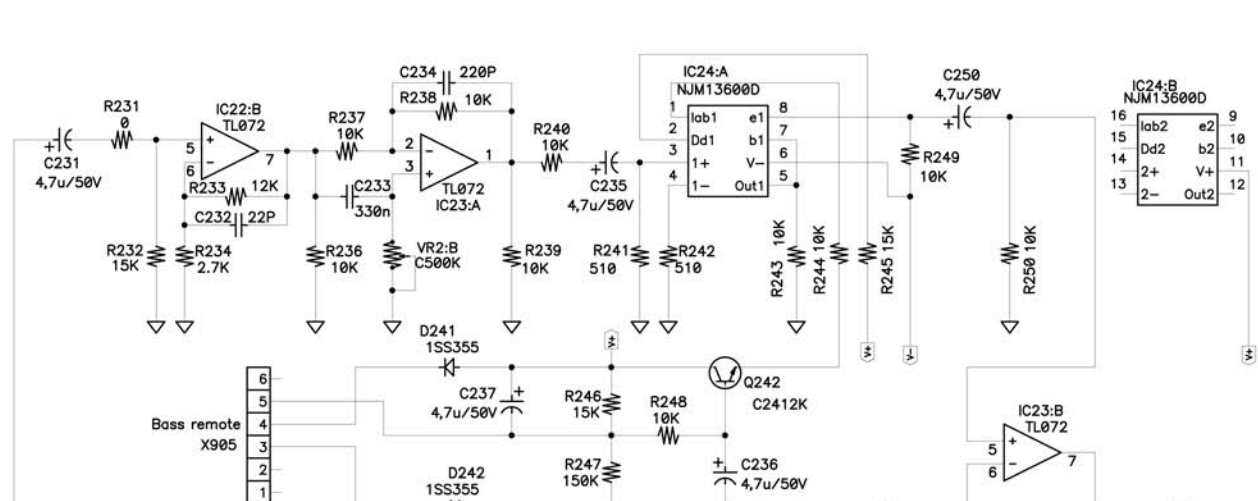 C234 220P
R238 10K
R231
0
C231
4,7u/50V
IC22:B
TL072
5
+
6
−
7
R233 12K
C232 22P
R232
15K
R234
2.7K
R237
10K
C233
330n
R236
10K
2
−
3
+
1
TL072
IC23:A
VR2:B
C500K
R239
10K
R240
10K
C235
4,7u/50V
R241
510
R242
510
IC24:A
NJM13600D
1 Iab1 e1 8
2 Dd1 b1 7
3 1+ V− 6
4 1− Out1 5
R243 10K
R244 10K
R245 15K
V+
V−
C250
4,7u/50V
R249
10K
R250 10K
IC24:B
NJM13600D
16 Iab2 e2 9
15 Dd2 b2 10
14 2+ V+ 11
13 2− Out2 12
V+
D241
1SS355
V+
6
5
4
3
2
1
Bass remote
X905
C237
4,7u/50V
R246
15K
R248
10K
Q242
C2412K
R247
150K
C236
4,7u/50V
D242
1SS355
IC23:B
TL072
5
+
6
−
7